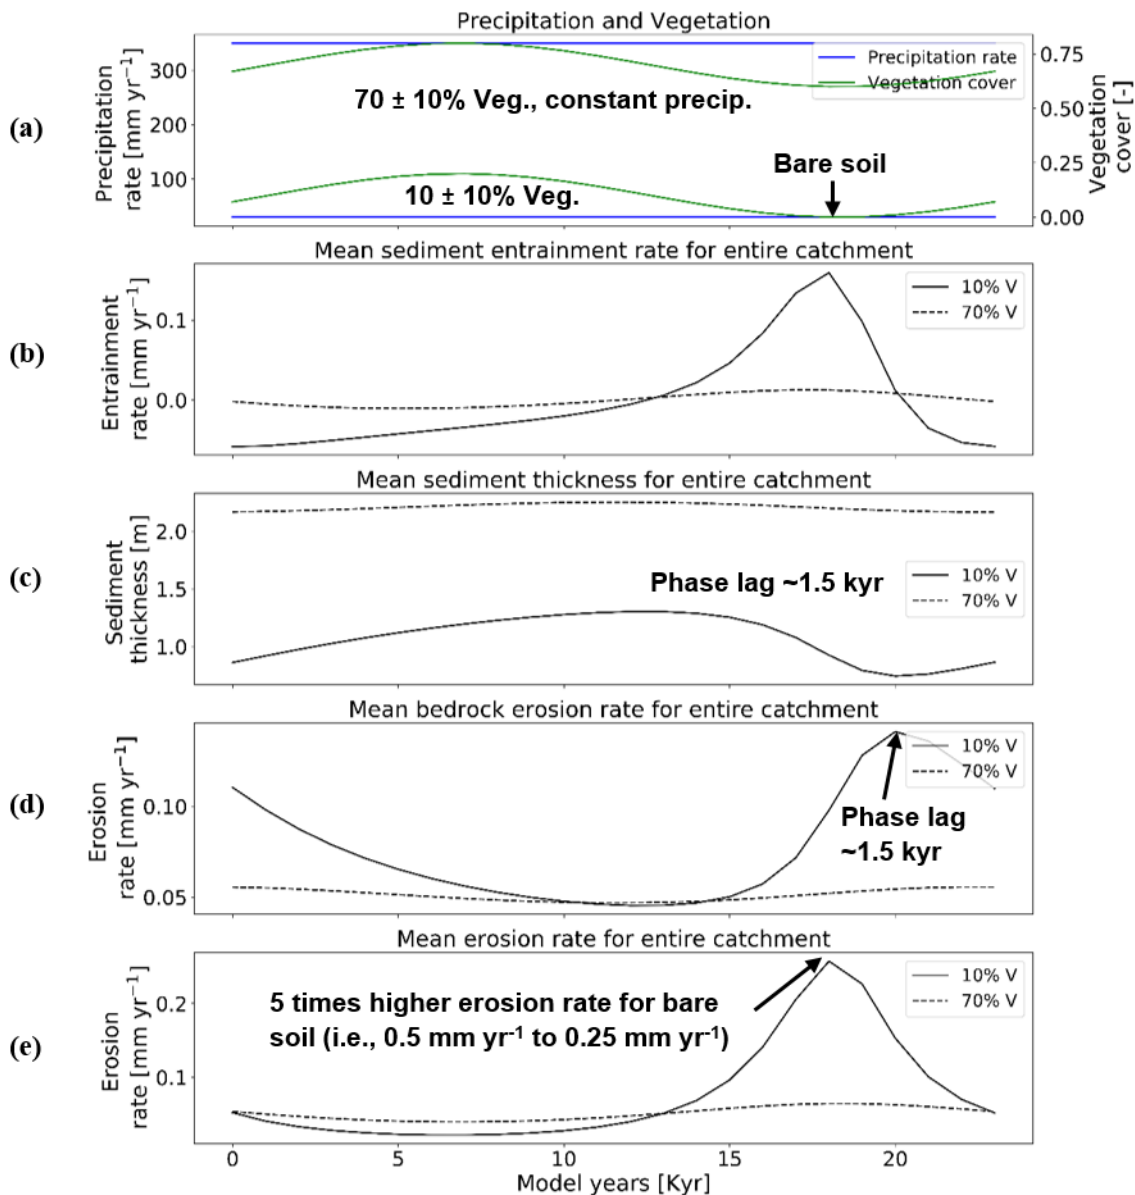 Precipitation and Vegetation
(a)
Precipitation
rate [mm yr⁻¹]
300
200
100
70 ± 10% Veg., constant precip.
10 ± 10% Veg.
Bare soil
Precipitation rate
Vegetation cover
0.75
0.50
0.25
0.00
Vegetation
cover [-]
Mean sediment entrainment rate for entire catchment
(b)
Entrainment
rate [mm yr⁻¹]
0.1
0.0
10% V
70% V
Mean sediment thickness for entire catchment
(c)
Sediment
thickness [m]
2.0
1.5
1.0
Phase lag ~1.5 kyr
10% V
70% V
Mean bedrock erosion rate for entire catchment
(d)
Erosion
rate [mm yr⁻¹]
0.10
0.05
10% V
70% V
Phase lag
~1.5 kyr
Mean erosion rate for entire catchment
(e)
Erosion
rate [mm yr⁻¹]
0.2
0.1
5 times higher erosion rate for bare
soil (i.e., 0.5 mm yr⁻¹ to 0.25 mm yr⁻¹)
10% V
70% V
0 5 10 15 20
Model years [Kyr]